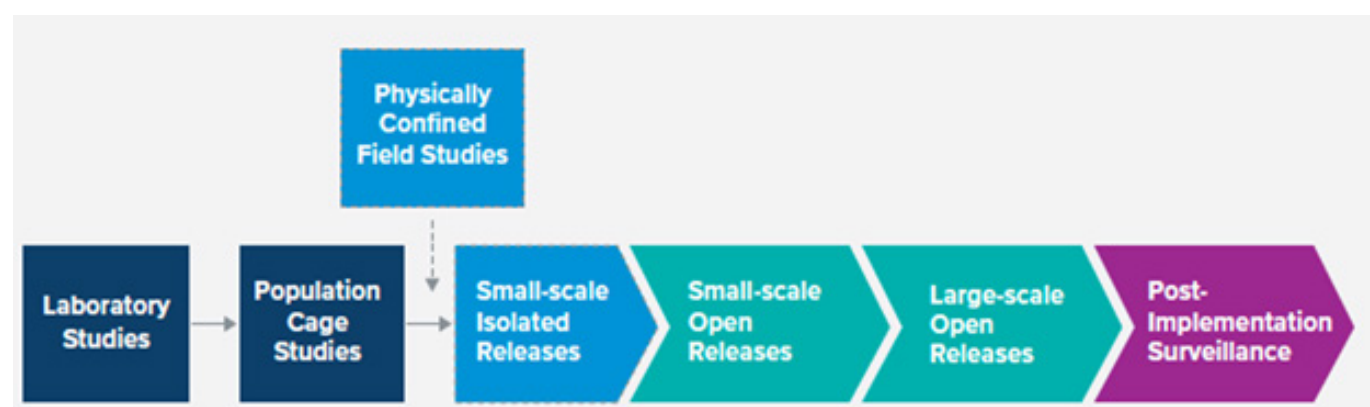 Physically
Confined
Field Studies
Laboratory
Studies
Population
Cage
Studies
Small-scale
Isolated
Releases
Small-scale
Open
Releases
Large-scale
Open
Releases
Post-
Implementation
Surveillance